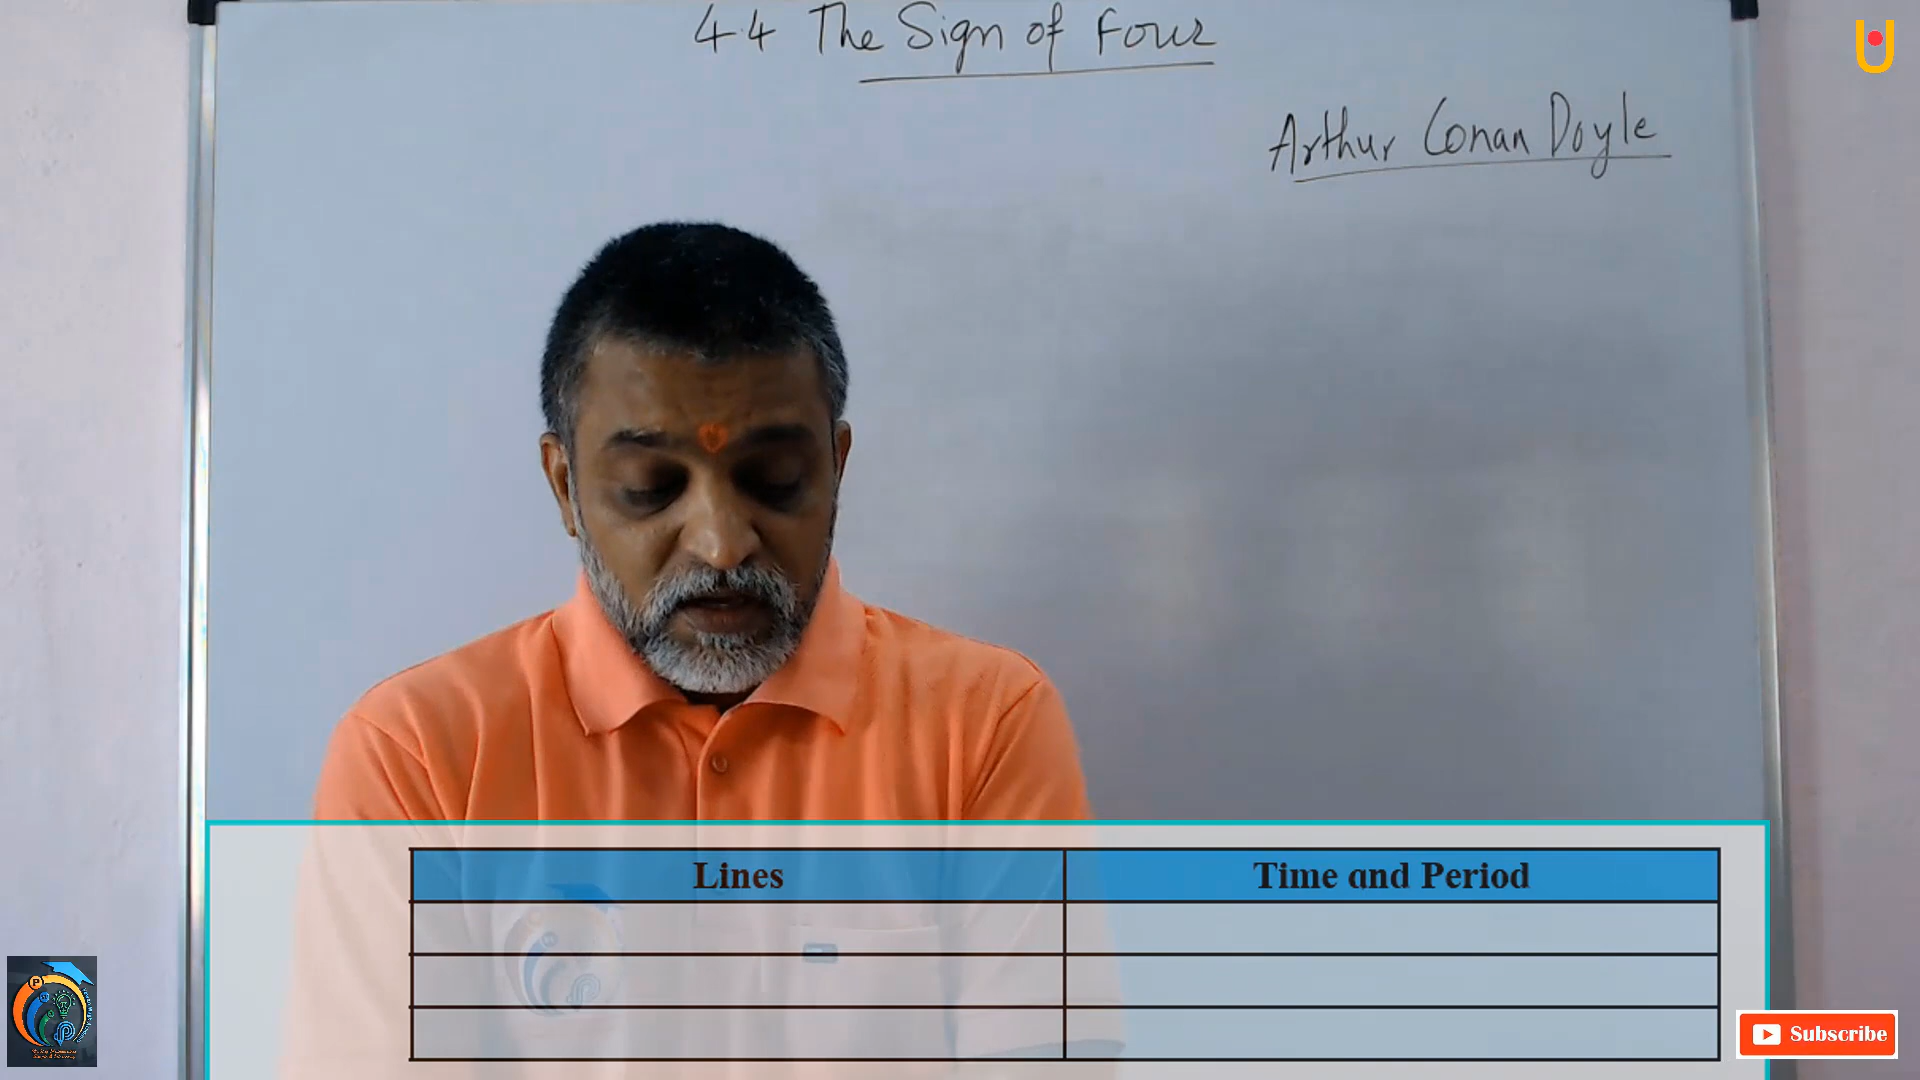 4.4 The Sign of Four
Arthur Conan Doyle
Lines
Time and Period
Subscribe